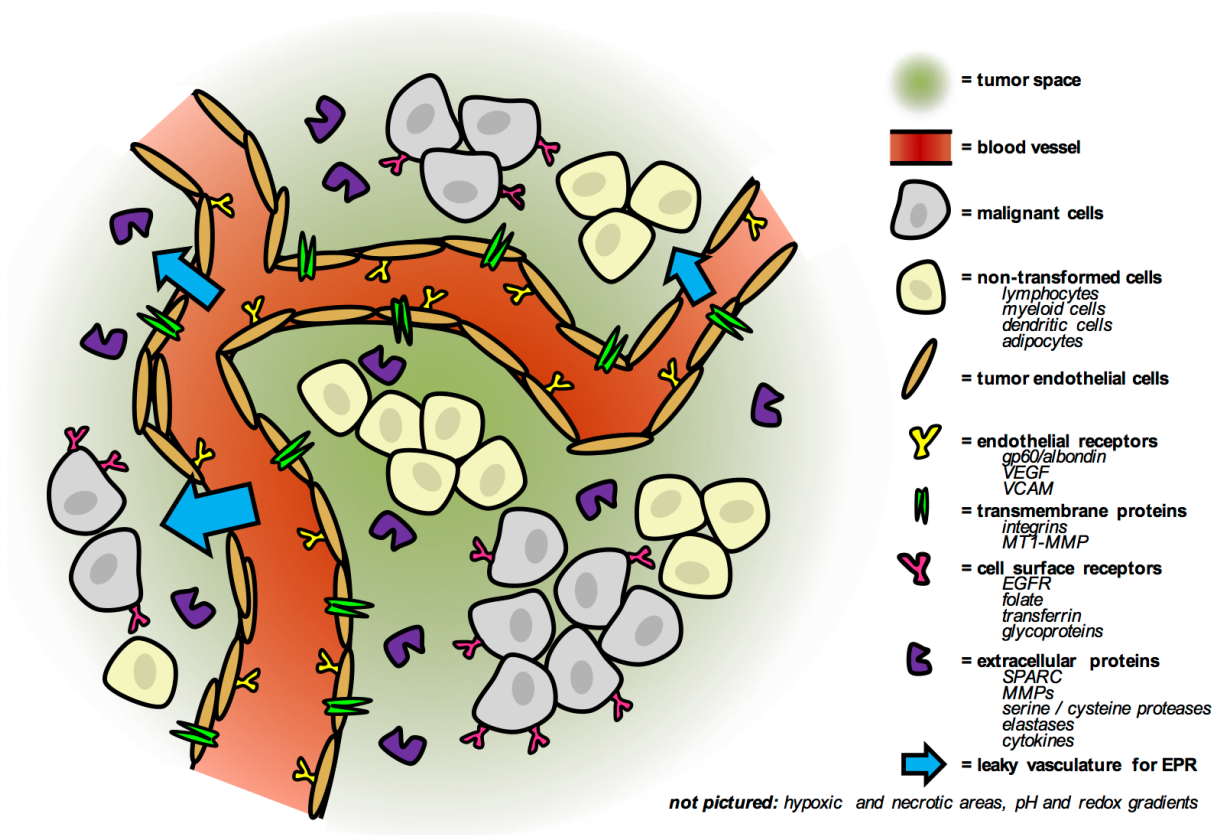 = tumor space
= blood vessel
= malignant cells
= non-transformed cells
lymphocytes
myeloid cells
dendritic cells
adipocytes
= tumor endothelial cells
= endothelial receptors
gp60/albondin
VEGF
VCAM
= transmembrane proteins
integrins
MT1-MMP
= cell surface receptors
EGFR
folate
transferrin
glycoproteins
= extracellular proteins
SPARC
MMPs
serine / cysteine proteases
elastases
cytokines
= leaky vasculature for EPR
not pictured: hypoxic and necrotic areas, pH and redox gradients